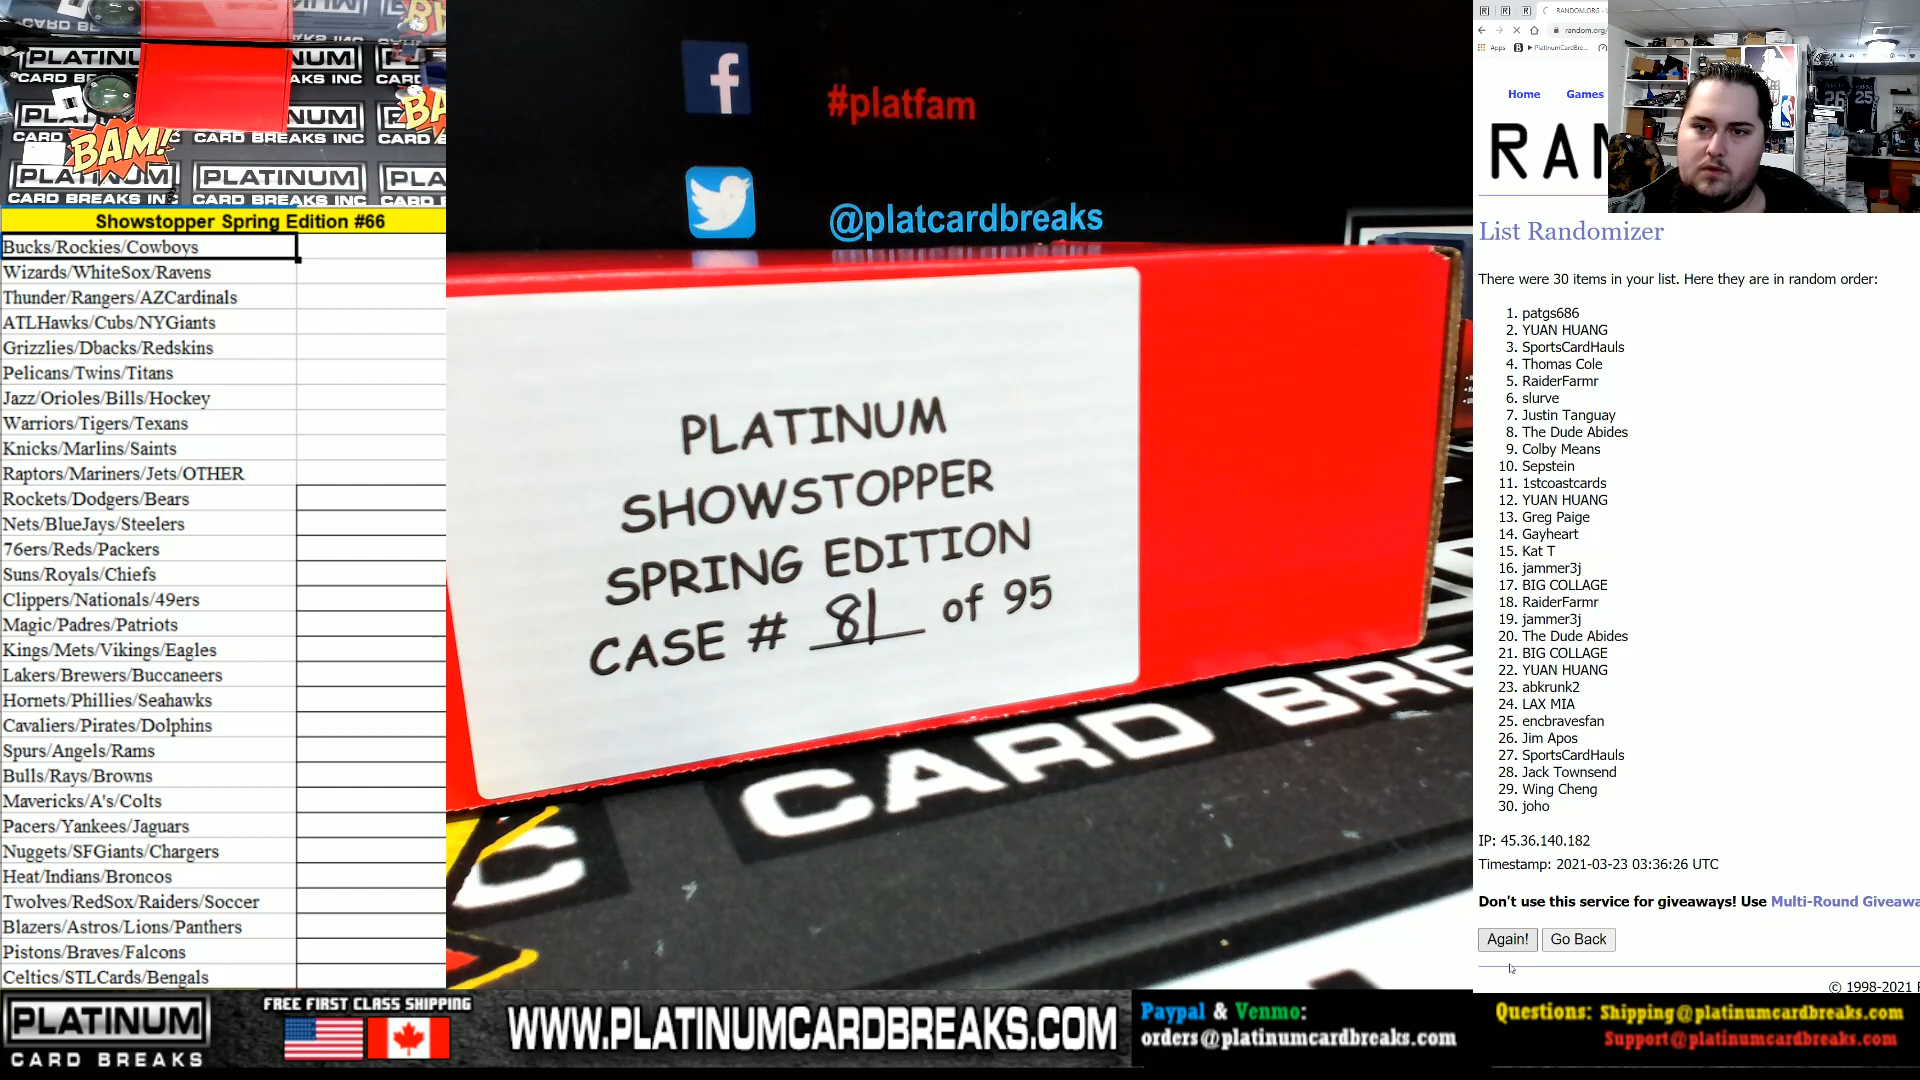 PLATINUM
CARD BREAKS INC
BAM!
PLATINUM
CARD BREAKS INC
Showstopper Spring Edition #66
Bucks/Rockies/Cowboys
Wizards/WhiteSox/Ravens
Thunder/Rangers/AZCardinals
ATLHawks/Cubs/NYGiants
Grizzlies/Dbacks/Redskins
Pelicans/Twins/Titans
Jazz/Orioles/Bills/Hockey
Warriors/Tigers/Texans
Knicks/Marlins/Saints
Raptors/Mariners/Jets/OTHER
Rockets/Dodgers/Bears
Nets/BlueJays/Steelers
76ers/Reds/Packers
Suns/Royals/Chiefs
Clippers/Nationals/49ers
Magic/Padres/Patriots
Kings/Mets/Vikings/Eagles
Lakers/Brewers/Buccaneers
Hornets/Phillies/Seahawks
Cavaliers/Pirates/Dolphins
Spurs/Angels/Rams
Bulls/Rays/Browns
Mavericks/A's/Colts
Pacers/Yankees/Jaguars
Nuggets/SFGiants/Chargers
Heat/Indians/Broncos
Twolves/RedSox/Raiders/Soccer
Blazers/Astros/Lions/Panthers
Pistons/Braves/Falcons
Celtics/STLCards/Bengals
#platfam
@platcardbreaks
PLATINUM
SHOWSTOPPER
SPRING EDITION
CASE # 81 of 95
C CARD BRE
RANDOM.ORG
random.org/
Apps PlatinumCardBre...
Home Games
RAN
List Randomizer
There were 30 items in your list. Here they are in random order:
1. patgs686
2. YUAN HUANG
3. SportsCardHauls
4. Thomas Cole
5. RaiderFarmr
6. slurve
7. Justin Tanguay
8. The Dude Abides
9. Colby Means
10. Sepstein
11. 1stcoastcards
12. YUAN HUANG
13. Greg Paige
14. Gayheart
15. Kat T
16. jammer3j
17. BIG COLLAGE
18. RaiderFarmr
19. jammer3j
20. The Dude Abides
21. BIG COLLAGE
22. YUAN HUANG
23. abkrunk2
24. LAX MIA
25. encbravesfan
26. Jim Apos
27. SportsCardHauls
28. Jack Townsend
29. Wing Cheng
30. joho
IP: 45.36.140.182
Timestamp: 2021-03-23 03:36:26 UTC
Don't use this service for giveaways! Use Multi-Round Giveawa
Again! Go Back
© 1998-2021 R
PLATINUM
CARD BREAKS
FREE FIRST CLASS SHIPPING
WWW.PLATINUMCARDBREAKS.COM
Paypal & Venmo:
orders@platinumcardbreaks.com
Questions: Shipping@platinumcardbreaks.com
Support@platinumcardbreaks.com